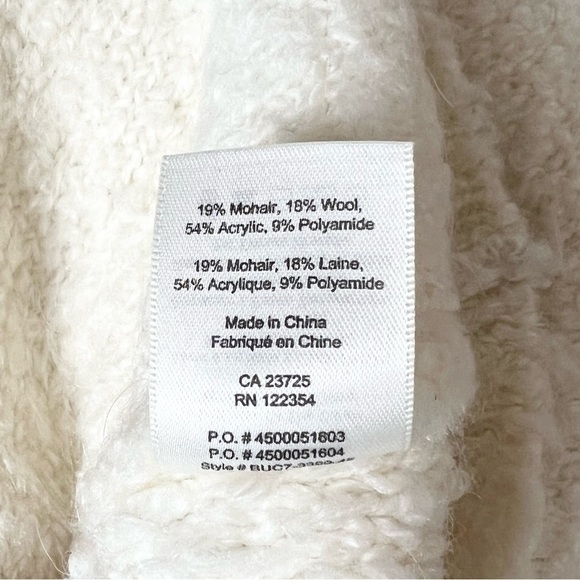 19% Mohair, 18% Wool,
54% Acrylic, 9% Polyamide
19% Mohair, 18% Laine,
54% Acrylique, 9% Polyamide
Made in China
Fabriqué en Chine
CA 23725
RN 122354
P.O. # 4500051603
P.O. # 4500051604
Style #